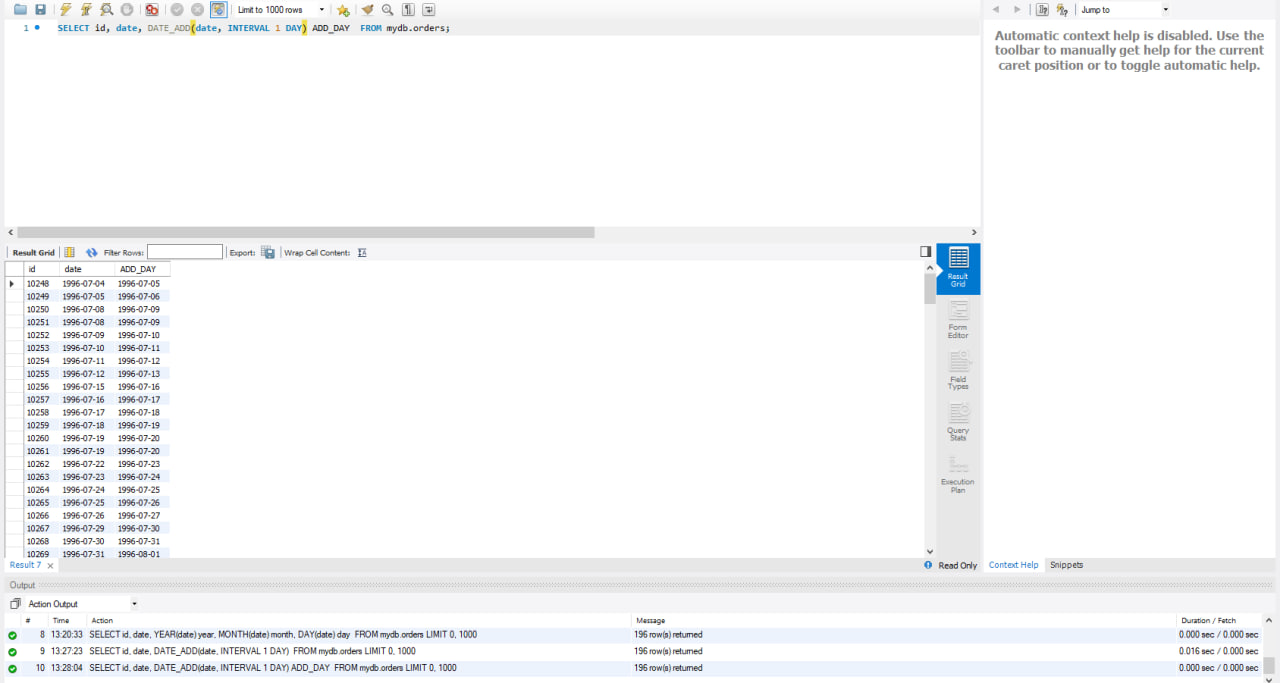 Limit to 1000 rows
Jump to
1 SELECT id, date, DATE_ADD(date, INTERVAL 1 DAY) ADD_DAY  FROM mydb.orders;
Automatic context help is disabled. Use the
toolbar to manually get help for the current
caret position or to toggle automatic help.
Result Grid Filter Rows: Export: Wrap Cell Content:
id date ADD_DAY
10248 1996-07-04 1996-07-05
10249 1996-07-05 1996-07-06
10250 1996-07-08 1996-07-09
10251 1996-07-08 1996-07-09
10252 1996-07-09 1996-07-10
10253 1996-07-10 1996-07-11
10254 1996-07-11 1996-07-12
10255 1996-07-12 1996-07-13
10256 1996-07-15 1996-07-16
10257 1996-07-16 1996-07-17
10258 1996-07-17 1996-07-18
10259 1996-07-18 1996-07-19
10260 1996-07-19 1996-07-20
10261 1996-07-19 1996-07-20
10262 1996-07-22 1996-07-23
10263 1996-07-23 1996-07-24
10264 1996-07-24 1996-07-25
10265 1996-07-25 1996-07-26
10266 1996-07-26 1996-07-27
10267 1996-07-29 1996-07-30
10268 1996-07-30 1996-07-31
10269 1996-07-31 1996-08-01
Result
Grid
Form
Editor
Field
Types
Query
Stats
Execution
Plan
Result 7
Read Only
Context Help Snippets
Output
Action Output
# Time Action Message Duration / Fetch
8 13:20:33 SELECT id, date, YEAR(date) year, MONTH(date) month, DAY(date) day  FROM mydb.orders LIMIT 0, 1000 196 row(s) returned 0.000 sec / 0.000 sec
9 13:27:23 SELECT id, date, DATE_ADD(date, INTERVAL 1 DAY)  FROM mydb.orders LIMIT 0, 1000 196 row(s) returned 0.016 sec / 0.000 sec
10 13:28:04 SELECT id, date, DATE_ADD(date, INTERVAL 1 DAY) ADD_DAY  FROM mydb.orders LIMIT 0, 1000 196 row(s) returned 0.000 sec / 0.000 sec